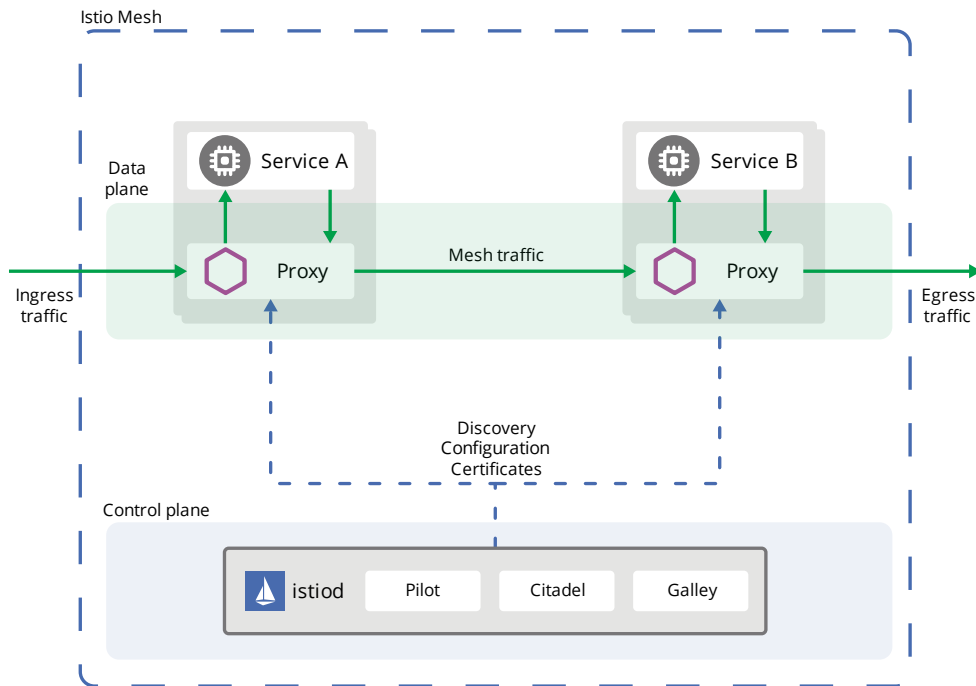 Istio Mesh
Data
plane
Service A
Service B
Proxy
Mesh traffic
Proxy
Ingress
traffic
Egress
traffic
Discovery
Configuration
Certificates
Control plane
istiod
Pilot
Citadel
Galley